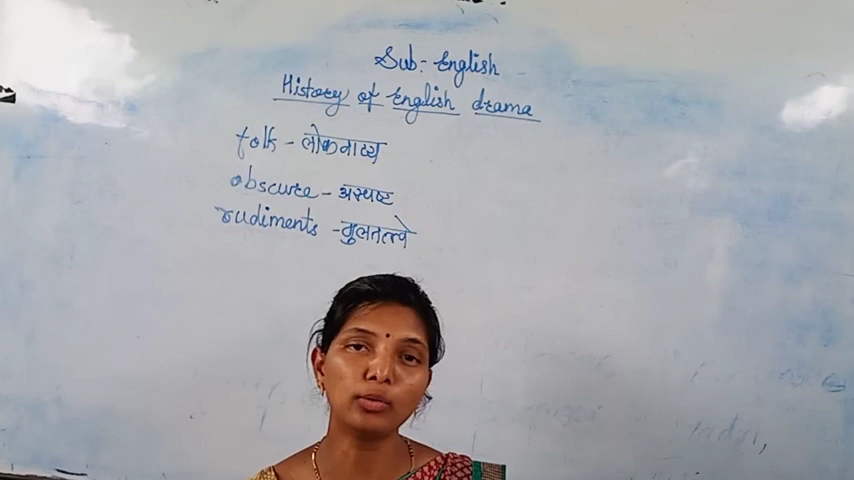 Sub:- English
History of English drama
folk - लोकनाट्य
obscure - अस्पष्ट
rudiments - मुलतत्त्वे